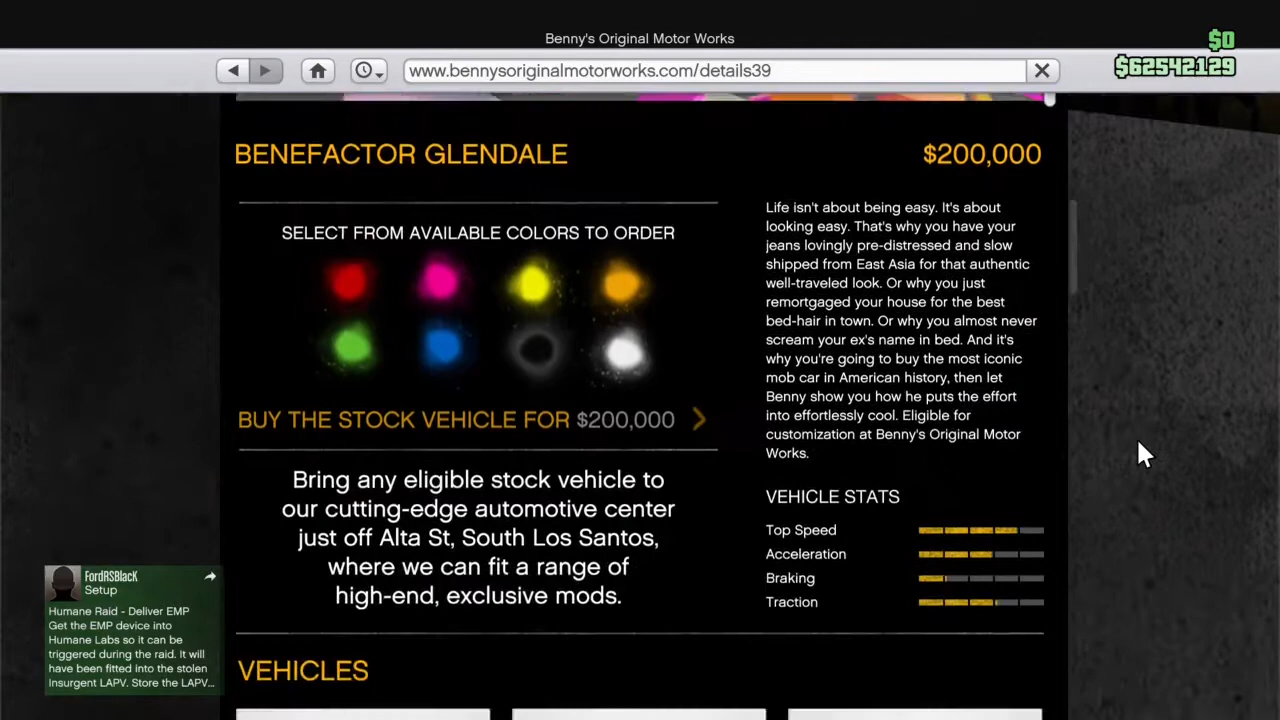 Benny's Original Motor Works
$0
www.bennysoriginalmotorworks.com/details39
$62542129
BENEFACTOR GLENDALE
$200,000
SELECT FROM AVAILABLE COLORS TO ORDER
BUY THE STOCK VEHICLE FOR $200,000
Bring any eligible stock vehicle to
our cutting-edge automotive center
just off Alta St, South Los Santos,
where we can fit a range of
high-end, exclusive mods.
Life isn't about being easy. It's about
looking easy. That's why you have your
jeans lovingly pre-distressed and slow
shipped from East Asia for that authentic
well-traveled look. Or why you just
remortgaged your house for the best
bed-hair in town. Or why you almost never
scream your ex's name in bed. And it's
why you're going to buy the most iconic
mob car in American history, then let
Benny show you how he puts the effort
into effortlessly cool. Eligible for
customization at Benny's Original Motor
Works.
VEHICLE STATS
Top Speed
Acceleration
Braking
Traction
FordRSBlacK
Setup
Humane Raid - Deliver EMP
Get the EMP device into
Humane Labs so it can be
triggered during the raid. It will
have been fitted into the stolen
Insurgent LAPV. Store the LAPV...
VEHICLES